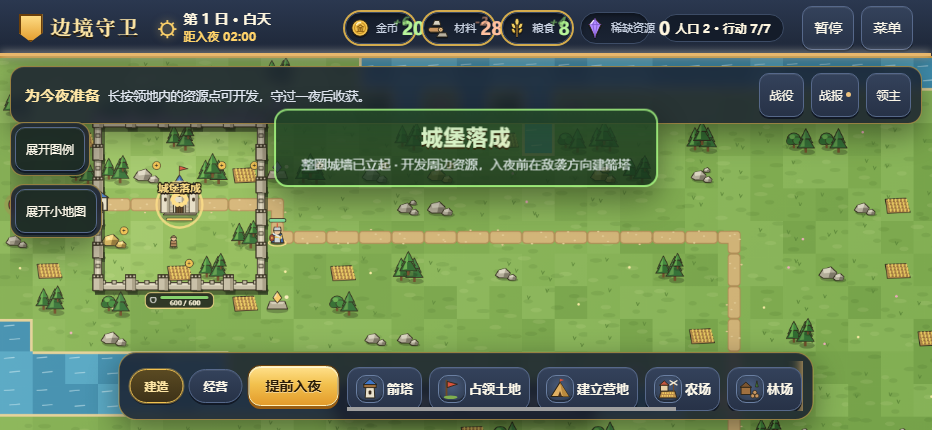 边境守卫
第 1 日 · 白天
距入夜 02:00
金币 20
材料 28
粮食 8
稀缺资源 0
人口 2 · 行动 7/7
暂停
菜单
为今夜准备 长按领地内的资源点可开发，守过一夜后收获。
战役
战报
领主
城堡落成
整圈城墙已立起 · 开发周边资源，入夜前在敌袭方向建箭塔
展开图例
城堡落成
展开小地图
600 / 600
建造
经营
提前入夜
箭塔
占领土地
建立营地
农场
林场